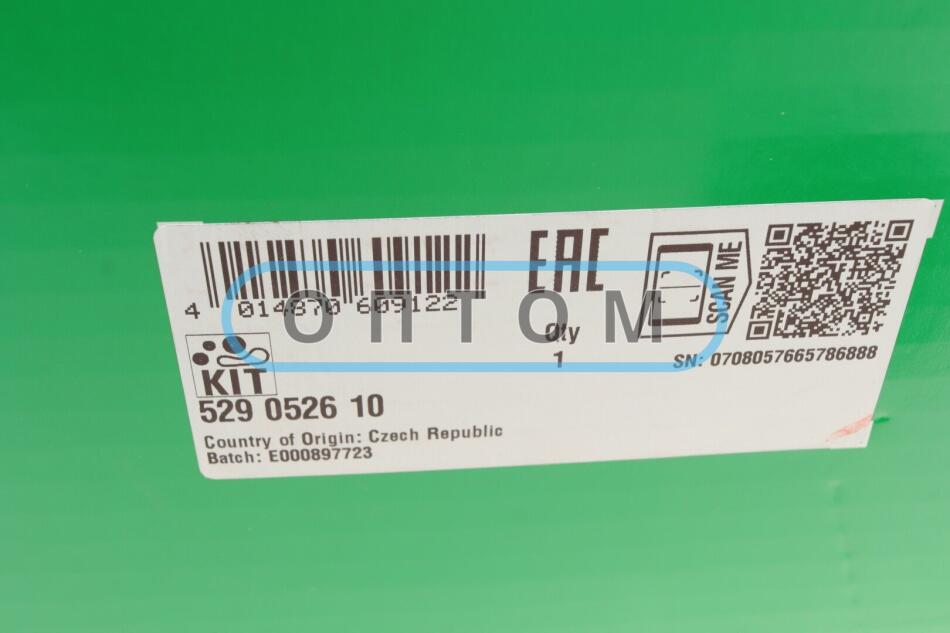 EAC
SCAN ME
4 014870 609122
ОПТОМ
Qty
1
SN: 0708057665786888
KIT
529 0526 10
Country of Origin: Czech Republic
Batch: E000897723